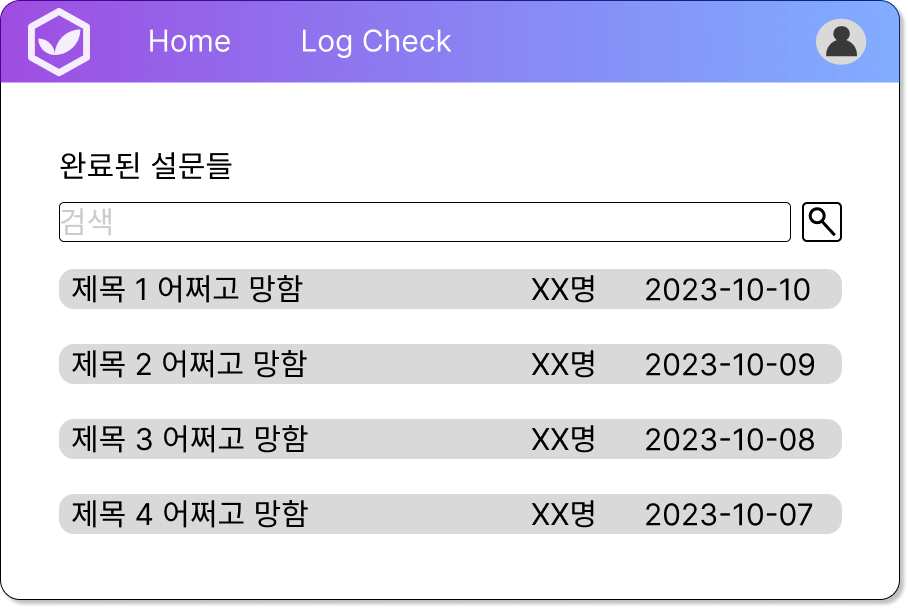 Home Log Check
완료된 설문들
검색
제목 1 어쩌고 망함 XX명 2023-10-10
제목 2 어쩌고 망함 XX명 2023-10-09
제목 3 어쩌고 망함 XX명 2023-10-08
제목 4 어쩌고 망함 XX명 2023-10-07